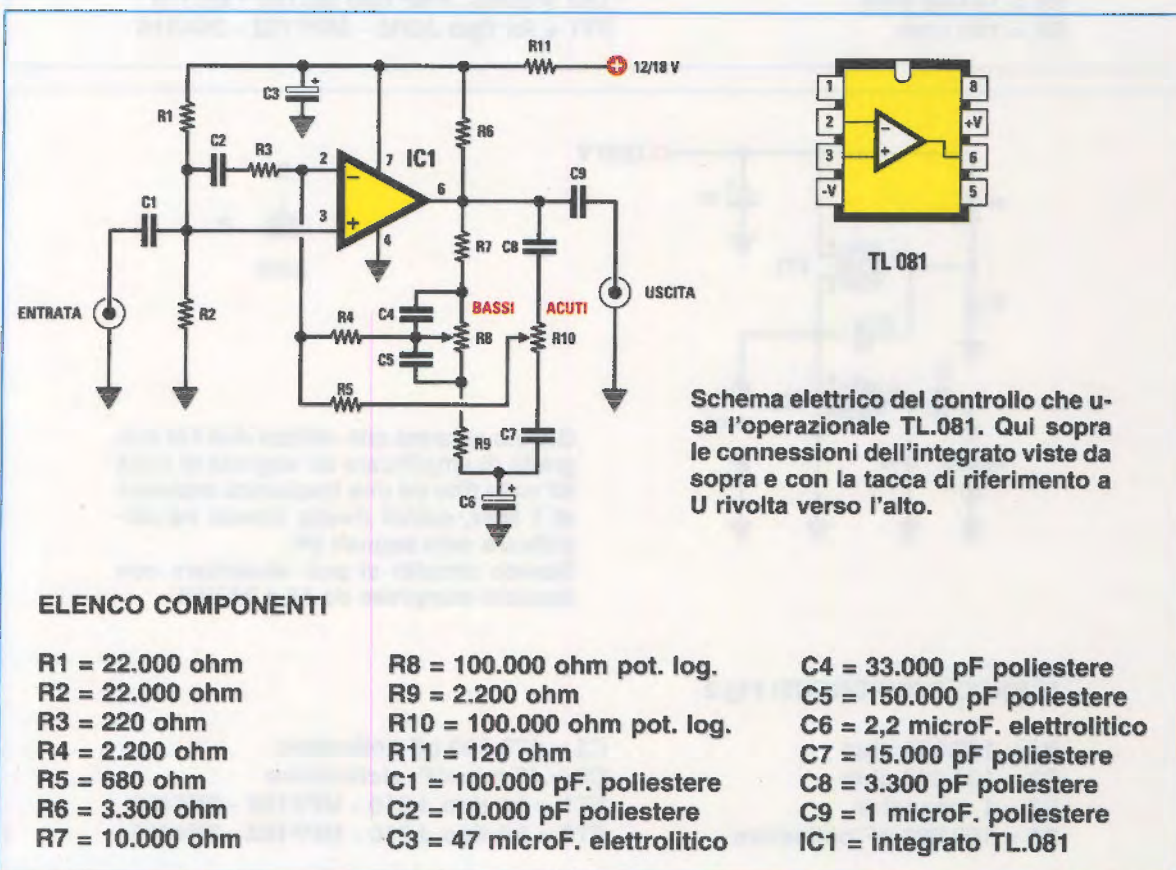 R11
12/18 V
C3
+
R1
C2
R3
R6
2
7
IC1
C1
3
6
C9
4
R7
C8
ENTRATA
R2
R4
C4
BASSI
ACUTI
USCITA
R8
R10
C5
R5
R9
C7
C6
+
1
8
2
+V
3
6
-V
5
TL 081
Schema elettrico del controllo che u-
sa l'operazionale TL.081. Qui sopra
le connessioni dell'integrato viste da
sopra e con la tacca di riferimento a
U rivolta verso l'alto.
ELENCO COMPONENTI
R1 = 22.000 ohm
R2 = 22.000 ohm
R3 = 220 ohm
R4 = 2.200 ohm
R5 = 680 ohm
R6 = 3.300 ohm
R7 = 10.000 ohm
R8 = 100.000 ohm pot. log.
R9 = 2.200 ohm
R10 = 100.000 ohm pot. log.
R11 = 120 ohm
C1 = 100.000 pF. poliestere
C2 = 10.000 pF poliestere
C3 = 47 microF. elettrolitico
C4 = 33.000 pF poliestere
C5 = 150.000 pF poliestere
C6 = 2,2 microF. elettrolitico
C7 = 15.000 pF poliestere
C8 = 3.300 pF poliestere
C9 = 1 microF. poliestere
IC1 = integrato TL.081